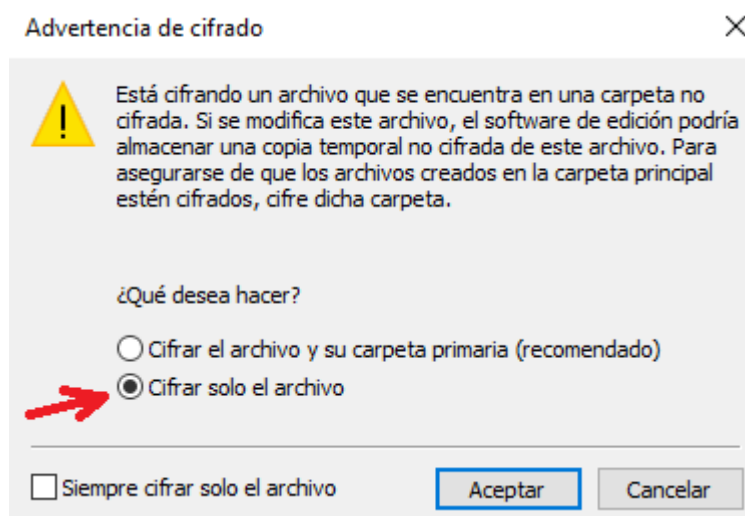 Advertencia de cifrado
Está cifrando un archivo que se encuentra en una carpeta no
cifrada. Si se modifica este archivo, el software de edición podría
almacenar una copia temporal no cifrada de este archivo. Para
asegurarse de que los archivos creados en la carpeta principal
estén cifrados, cifre dicha carpeta.
¿Qué desea hacer?
Cifrar el archivo y su carpeta primaria (recomendado)
Cifrar solo el archivo
Siempre cifrar solo el archivo
Aceptar
Cancelar